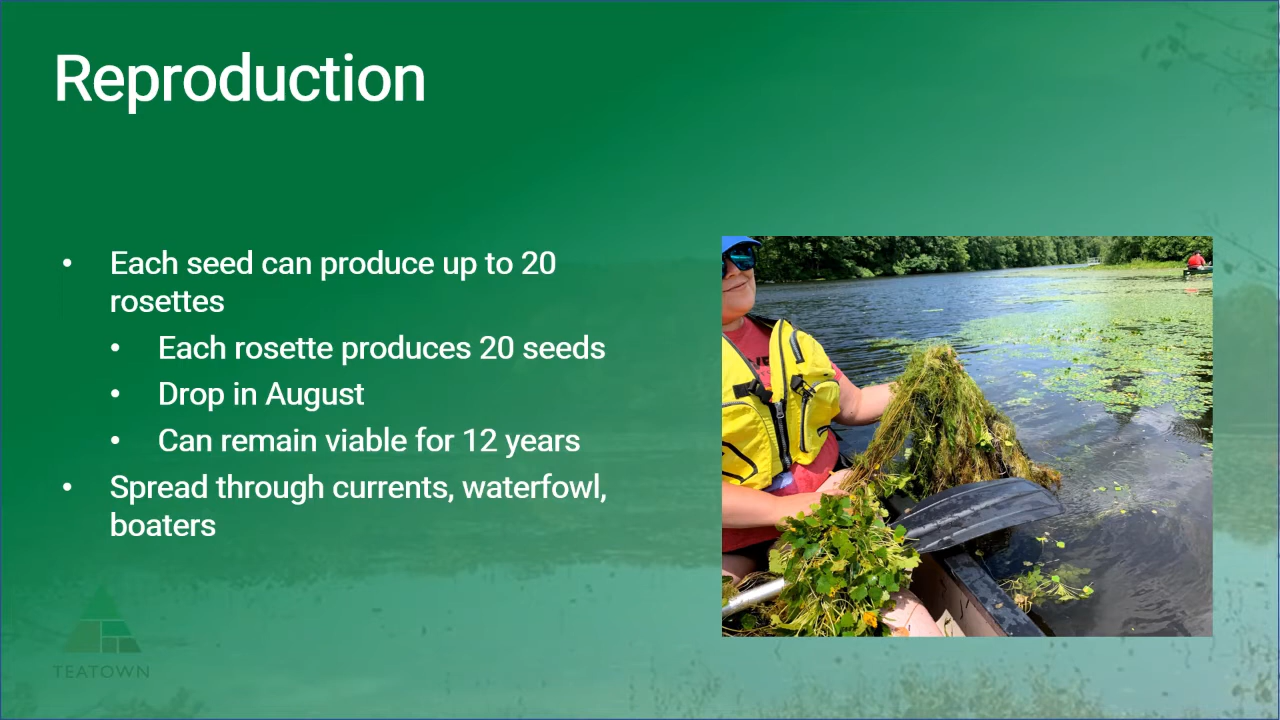 Reproduction
• Each seed can produce up to 20
rosettes
• Each rosette produces 20 seeds
• Drop in August
• Can remain viable for 12 years
• Spread through currents, waterfowl,
boaters
TEATOWN